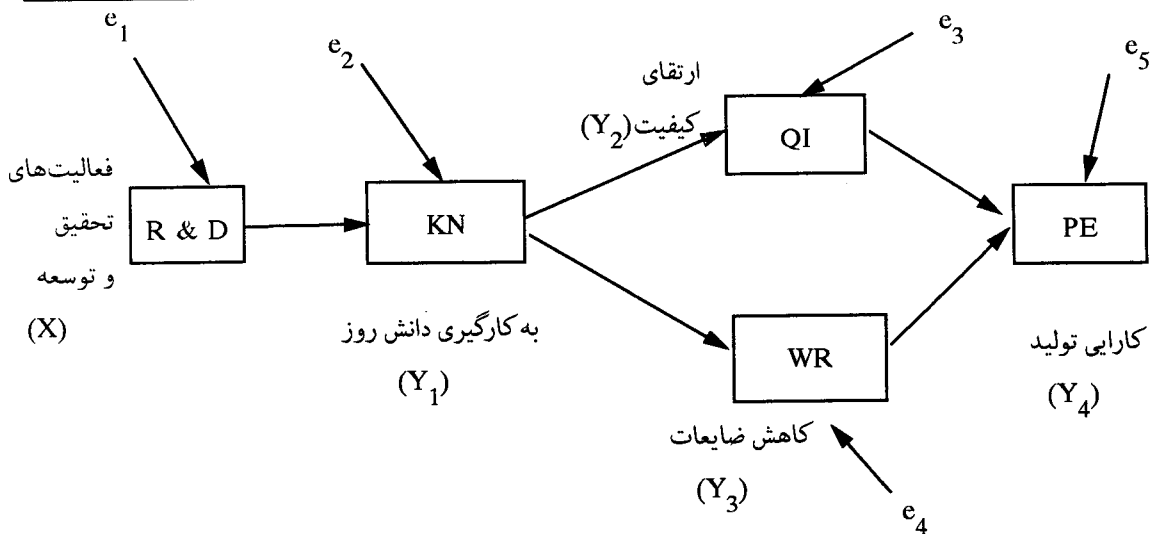 e1
e2
e3
e5
ارتقای
کیفیت (Y2)
QI
فعالیت‌های
تحقیق
و توسعه
(X)
R & D
KN
PE
به کارگیری دانش روز
(Y1)
WR
کارایی تولید
(Y4)
کاهش ضایعات
(Y3)
e4